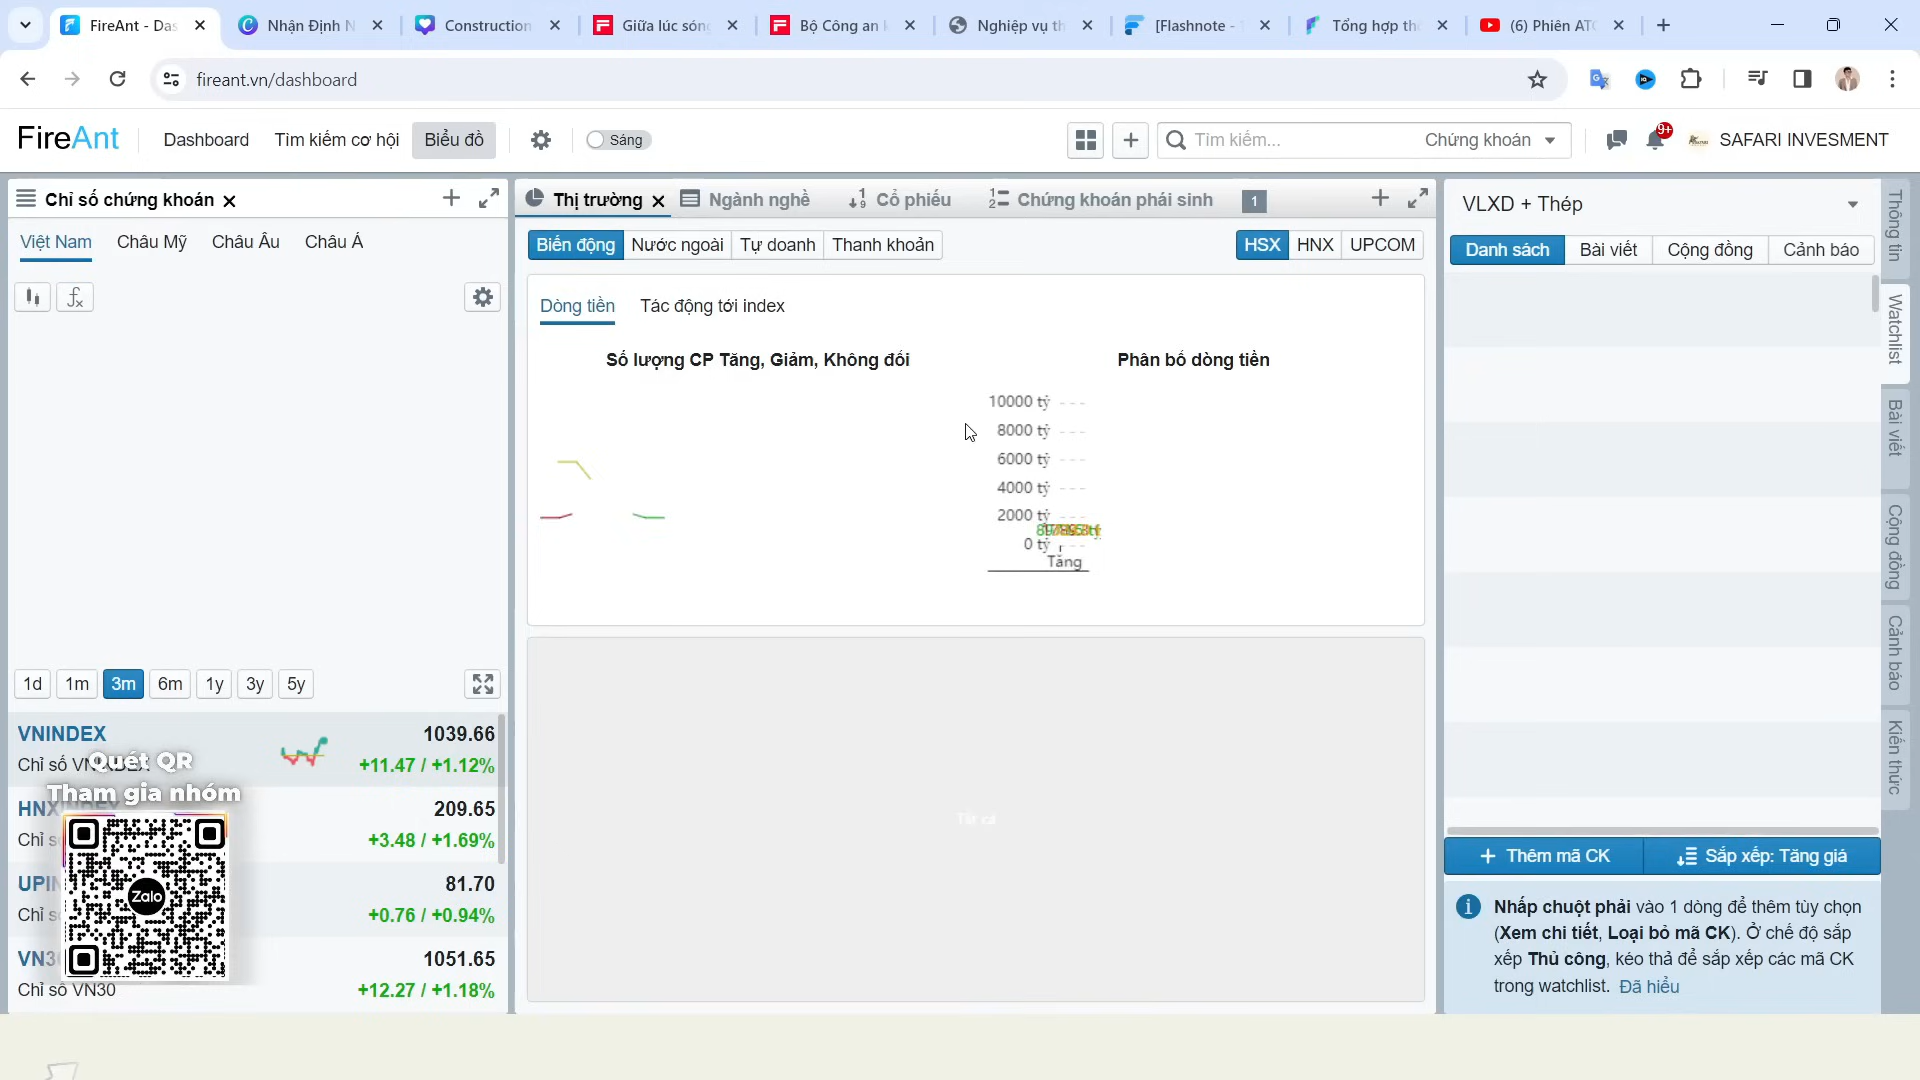 FireAnt - Das
Nhận Định N
Construction
Giữa lúc sóng
Bộ Công an k
Nghiệp vụ th
[Flashnote -
Tổng hợp th
(6) Phiên ATC
fireant.vn/dashboard
FireAnt
Dashboard
Tìm kiếm cơ hội
Biểu đồ
Sáng
Tìm kiếm...
Chứng khoán
9+
SAFARI INVESMENT
Chỉ số chứng khoán
Việt Nam
Châu Mỹ
Châu Âu
Châu Á
1d
1m
3m
6m
1y
3y
5y
VNINDEX
1039.66
Chỉ số VNINDEX
+11.47 / +1.12%
HNXINDEX
209.65
Chỉ s
+3.48 / +1.69%
UPIN
81.70
Chỉ s
+0.76 / +0.94%
VN30
1051.65
Chỉ số VN30
+12.27 / +1.18%
Quét QR
Tham gia nhóm
Zalo
Thị trường
Ngành nghề
Cổ phiếu
Chứng khoán phái sinh
1
Biến động
Nước ngoài
Tự doanh
Thanh khoản
HSX
HNX
UPCOM
Dòng tiền
Tác động tới index
Số lượng CP Tăng, Giảm, Không đổi
Phân bố dòng tiền
10000 tỷ
8000 tỷ
6000 tỷ
4000 tỷ
2000 tỷ
0 tỷ
Tăng
Tất cả
VLXD + Thép
Danh sách
Bài viết
Cộng đồng
Cảnh báo
Thêm mã CK
Sắp xếp: Tăng giá
Nhấp chuột phải vào 1 dòng để thêm tùy chọn
(Xem chi tiết, Loại bỏ mã CK). Ở chế độ sắp
xếp Thủ công, kéo thả để sắp xếp các mã CK
trong watchlist. Đã hiểu
Thông tin
Watchlist
Bài viết
Cộng đồng
Cảnh báo
Kiến thức